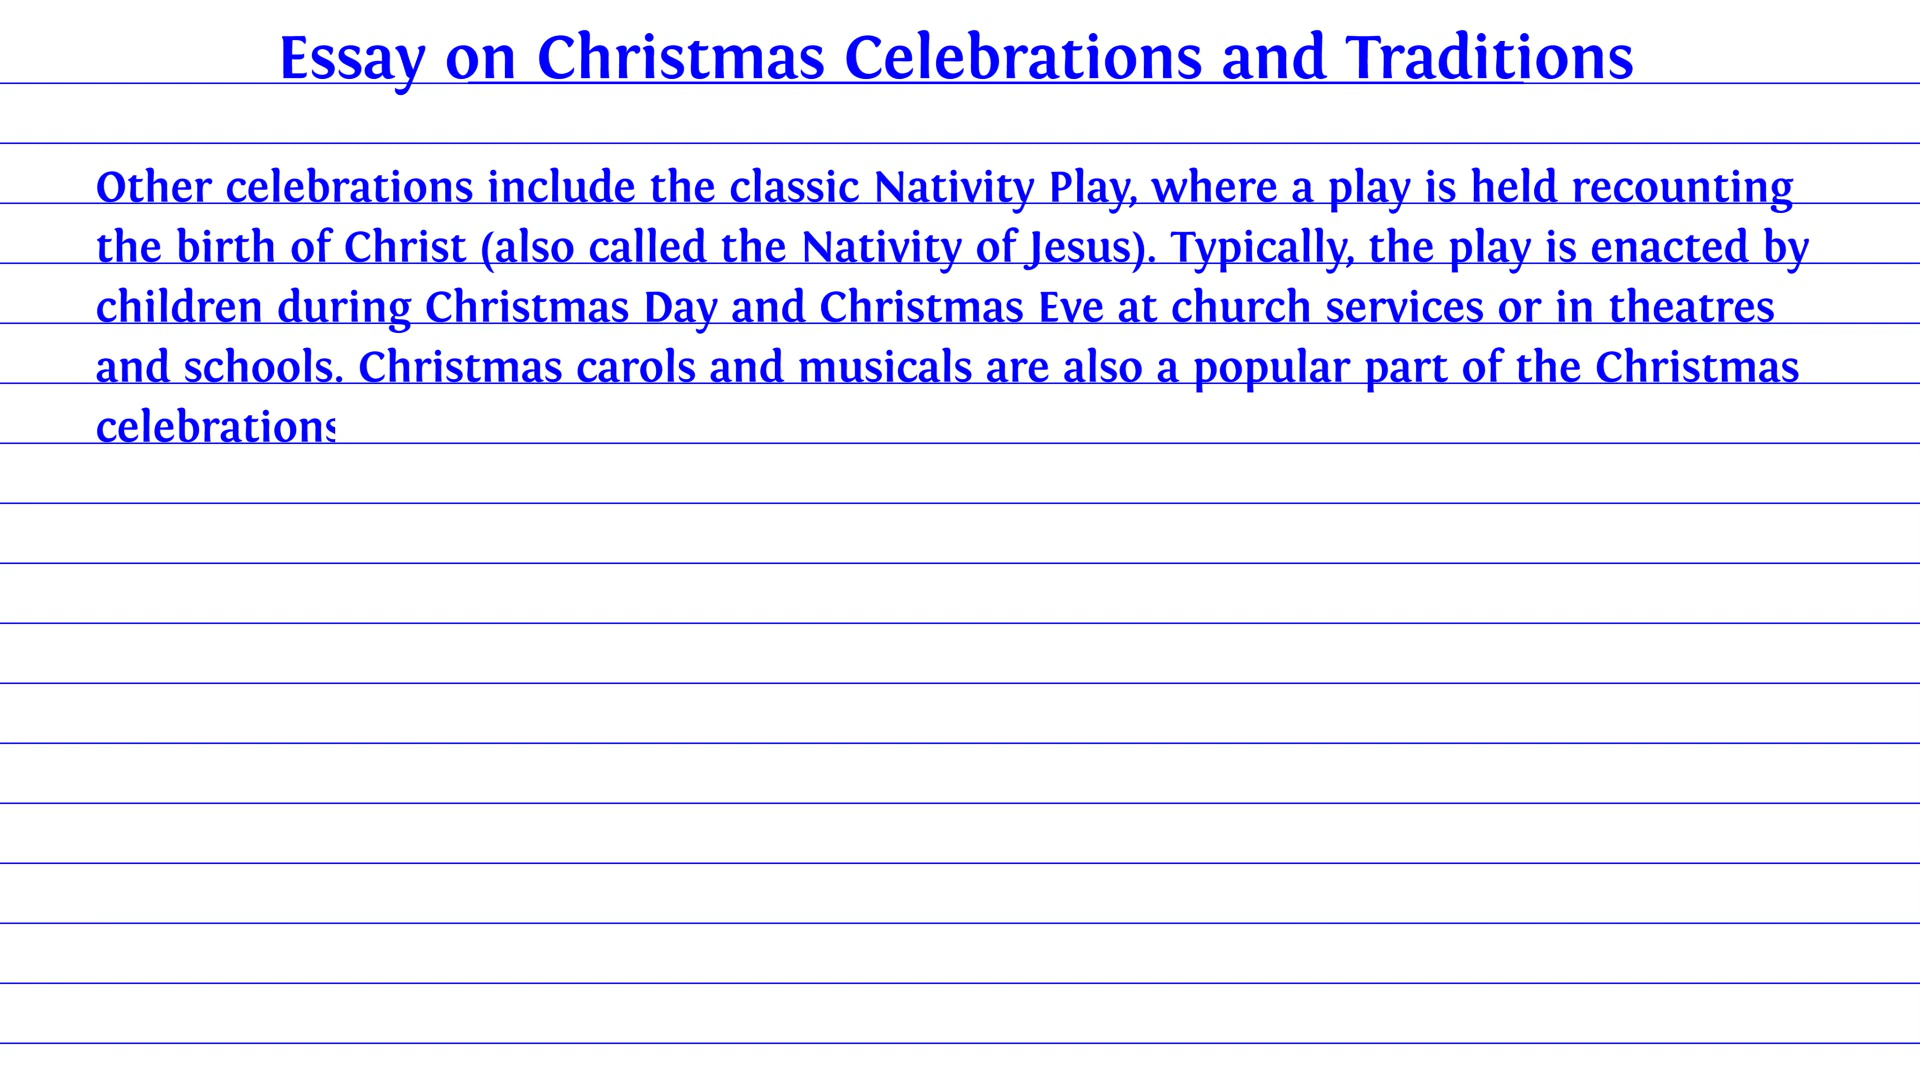 Essay on Christmas Celebrations and Traditions
Other celebrations include the classic Nativity Play, where a play is held recounting
the birth of Christ (also called the Nativity of Jesus). Typically, the play is enacted by
children during Christmas Day and Christmas Eve at church services or in theatres
and schools. Christmas carols and musicals are also a popular part of the Christmas
celebrations